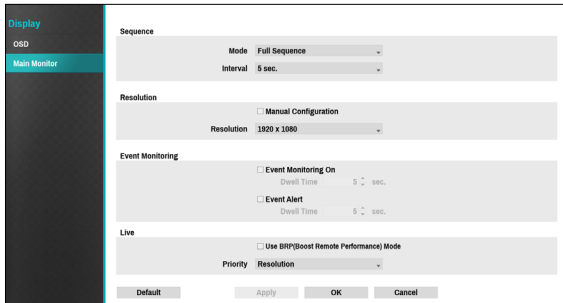 Display
OSD
Main Monitor
Sequence
Mode Full Sequence
Interval 5 sec.
Resolution
Manual Configuration
Resolution 1920 x 1080
Event Monitoring
Event Monitoring On
Dwell Time 5 sec.
Event Alert
Dwell Time 5 sec.
Live
Use BRP(Boost Remote Performance) Mode
Priority Resolution
Default Apply OK Cancel